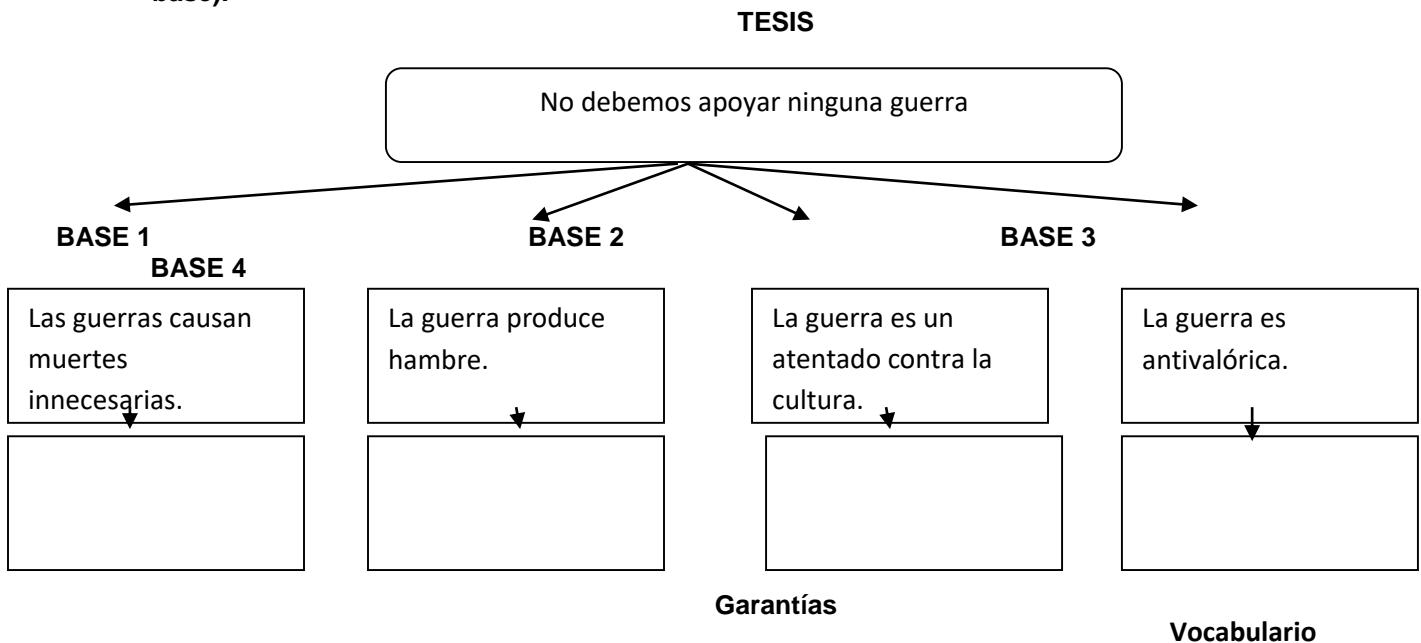 base).
TESIS
No debemos apoyar ninguna guerra
BASE 1 BASE 2 BASE 3
BASE 4
Las guerras causan
muertes
innecesarias.
La guerra produce
hambre.
La guerra es un
atentado contra la
cultura.
La guerra es
antivalórica.
Garantías
Vocabulario